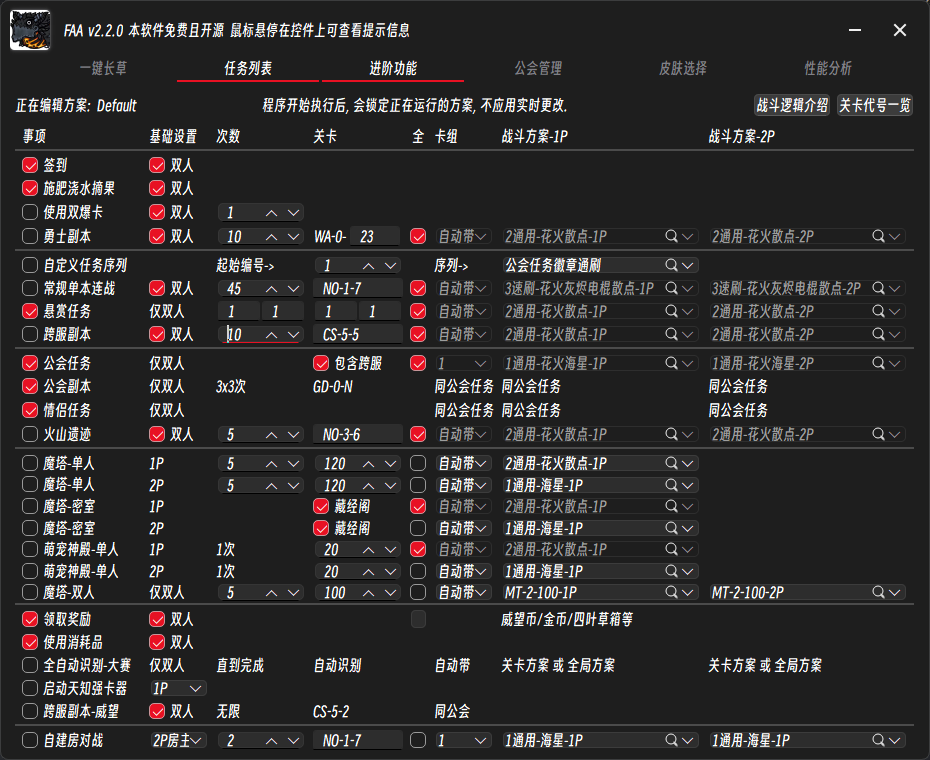 FAA v2.2.0 本软件免费且开源 鼠标悬停在控件上可查看提示信息
一键长草 任务列表 进阶功能 公会管理 皮肤选择 性能分析
正在编辑方案: Default 程序开始执行后, 会锁定正在运行的方案, 不应用实时更改. 战斗逻辑介绍 关卡代号一览
事项 基础设置 次数 关卡 全 卡组 战斗方案-1P 战斗方案-2P
签到 双人
施肥浇水摘果 双人
使用双爆卡 双人 1
勇士副本 双人 10 WA-0- 23 自动带 2通用-花火散点-1P 2通用-花火散点-2P
自定义任务序列 起始编号-> 1 序列-> 公会任务徽章通刷
常规单本连战 双人 45 NO-1-7 自动带 3速刷-花火灰烬电棍散点-1P 3速刷-花火灰烬电棍散点-2P
悬赏任务 仅双人 1 1 1 1 自动带 2通用-花火散点-1P 2通用-花火散点-2P
跨服副本 双人 10 CS-5-5 自动带 2通用-花火散点-1P 2通用-花火散点-2P
公会任务 仅双人 包含跨服 1 1通用-花火海星-1P 1通用-花火海星-2P
公会副本 仅双人 3x3次 GD-0-N 同公会任务 同公会任务 同公会任务
情侣任务 仅双人 同公会任务 同公会任务 同公会任务
火山遗迹 双人 5 NO-3-6 自动带 2通用-花火散点-1P 2通用-花火散点-2P
魔塔-单人 1P 5 120 自动带 2通用-花火散点-1P
魔塔-单人 2P 5 120 自动带 1通用-海星-1P
魔塔-密室 1P 藏经阁 自动带 2通用-花火散点-1P
魔塔-密室 2P 藏经阁 自动带 1通用-海星-1P
萌宠神殿-单人 1P 1次 20 自动带 2通用-花火散点-1P
萌宠神殿-单人 2P 1次 20 自动带 1通用-海星-1P
魔塔-双人 仅双人 5 100 自动带 MT-2-100-1P MT-2-100-2P
领取奖励 双人 威望币/金币/四叶草箱等
使用消耗品 双人
全自动识别-大赛 仅双人 直到完成 自动识别 自动带 关卡方案 或 全局方案 关卡方案 或 全局方案
启动天知强卡器 1P
跨服副本-威望 双人 无限 CS-5-2 同公会
自建房对战 2P房主 2 NO-1-7 1 1通用-海星-1P 1通用-海星-2P